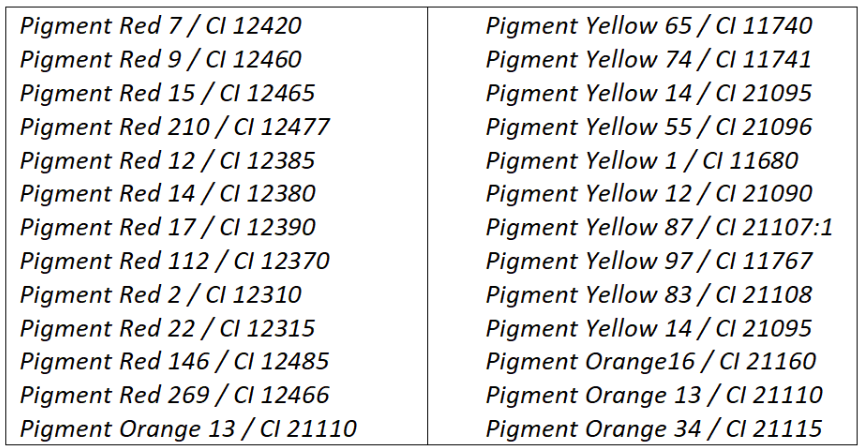 Pigment Red 7 / CI 12420
Pigment Red 9 / CI 12460
Pigment Red 15 / CI 12465
Pigment Red 210 / CI 12477
Pigment Red 12 / CI 12385
Pigment Red 14 / CI 12380
Pigment Red 17 / CI 12390
Pigment Red 112 / CI 12370
Pigment Red 2 / CI 12310
Pigment Red 22 / CI 12315
Pigment Red 146 / CI 12485
Pigment Red 269 / CI 12466
Pigment Orange 13 / CI 21110
Pigment Yellow 65 / CI 11740
Pigment Yellow 74 / CI 11741
Pigment Yellow 14 / CI 21095
Pigment Yellow 55 / CI 21096
Pigment Yellow 1 / CI 11680
Pigment Yellow 12 / CI 21090
Pigment Yellow 87 / CI 21107:1
Pigment Yellow 97 / CI 11767
Pigment Yellow 83 / CI 21108
Pigment Yellow 14 / CI 21095
Pigment Orange16 / CI 21160
Pigment Orange 13 / CI 21110
Pigment Orange 34 / CI 21115